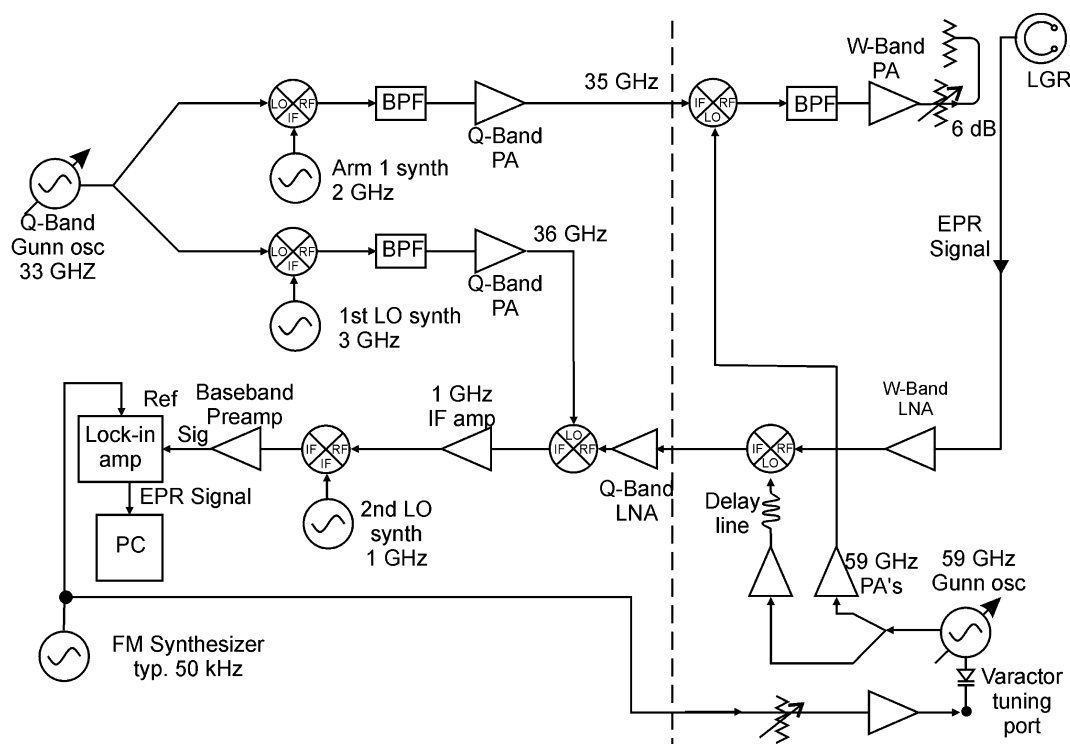 W-Band
PA
LGR
35 GHz
LO
RF
IF
BPF
IF
LO
BPF
6 dB
Q-Band
PA
Arm 1 synth
2 GHz
Q-Band
Gunn osc
33 GHZ
36 GHz
EPR
Signal
LO
RF
IF
BPF
Q-Band
PA
1st LO synth
3 GHz
Ref
Baseband
Preamp
1 GHz
IF amp
W-Band
LNA
Lock-in
amp
Sig
IF
RF
IF
LO
IF
RF
IF
RF
LO
EPR Signal
Q-Band
LNA
Delay
line
2nd LO
synth
1 GHz
PC
59 GHz
PA's
59 GHz
Gunn osc
FM Synthesizer
typ. 50 kHz
Varactor
tuning
port
RF